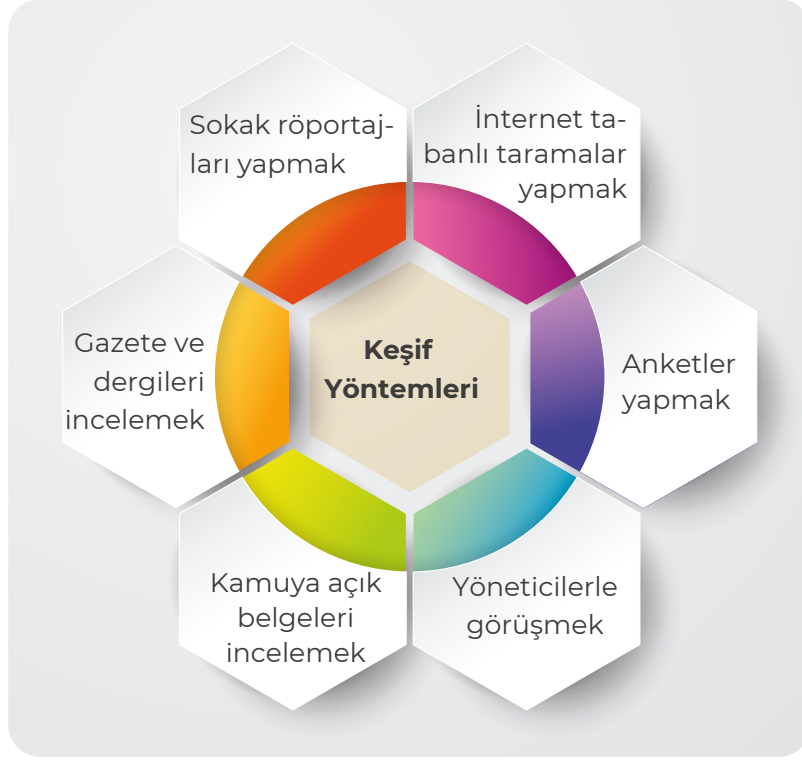 Sokak röportaj-
ları yapmak
İnternet ta-
banlı taramalar
yapmak
Gazete ve
dergileri
incelemek
Keşif
Yöntemleri
Anketler
yapmak
Kamuya açık
belgeleri
incelemek
Yöneticilerle
görüşmek